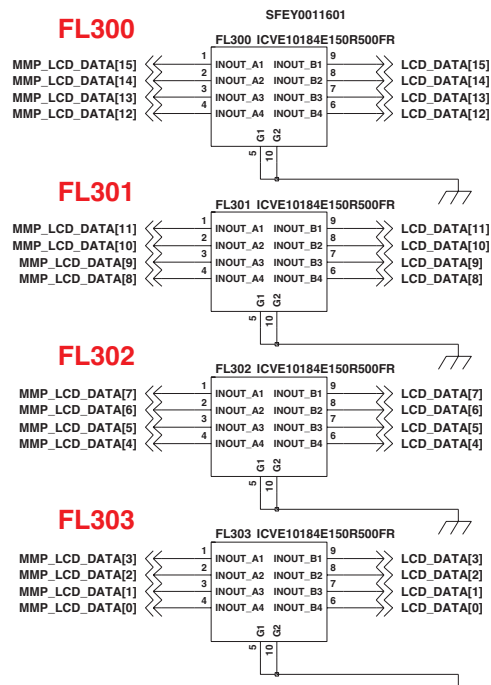 SFEY0011601
FL300
FL300 ICVE10184E150R500FR
MMP_LCD_DATA[15] 1 INOUT_A1 INOUT_B1 9 LCD_DATA[15]
MMP_LCD_DATA[14] 2 INOUT_A2 INOUT_B2 8 LCD_DATA[14]
MMP_LCD_DATA[13] 3 INOUT_A3 INOUT_B3 7 LCD_DATA[13]
MMP_LCD_DATA[12] 4 INOUT_A4 INOUT_B4 6 LCD_DATA[12]
G1 G2
5 10
FL301
FL301 ICVE10184E150R500FR
MMP_LCD_DATA[11] 1 INOUT_A1 INOUT_B1 9 LCD_DATA[11]
MMP_LCD_DATA[10] 2 INOUT_A2 INOUT_B2 8 LCD_DATA[10]
MMP_LCD_DATA[9] 3 INOUT_A3 INOUT_B3 7 LCD_DATA[9]
MMP_LCD_DATA[8] 4 INOUT_A4 INOUT_B4 6 LCD_DATA[8]
G1 G2
5 10
FL302
FL302 ICVE10184E150R500FR
MMP_LCD_DATA[7] 1 INOUT_A1 INOUT_B1 9 LCD_DATA[7]
MMP_LCD_DATA[6] 2 INOUT_A2 INOUT_B2 8 LCD_DATA[6]
MMP_LCD_DATA[5] 3 INOUT_A3 INOUT_B3 7 LCD_DATA[5]
MMP_LCD_DATA[4] 4 INOUT_A4 INOUT_B4 6 LCD_DATA[4]
G1 G2
5 10
FL303
FL303 ICVE10184E150R500FR
MMP_LCD_DATA[3] 1 INOUT_A1 INOUT_B1 9 LCD_DATA[3]
MMP_LCD_DATA[2] 2 INOUT_A2 INOUT_B2 8 LCD_DATA[2]
MMP_LCD_DATA[1] 3 INOUT_A3 INOUT_B3 7 LCD_DATA[1]
MMP_LCD_DATA[0] 4 INOUT_A4 INOUT_B4 6 LCD_DATA[0]
G1 G2
5 10